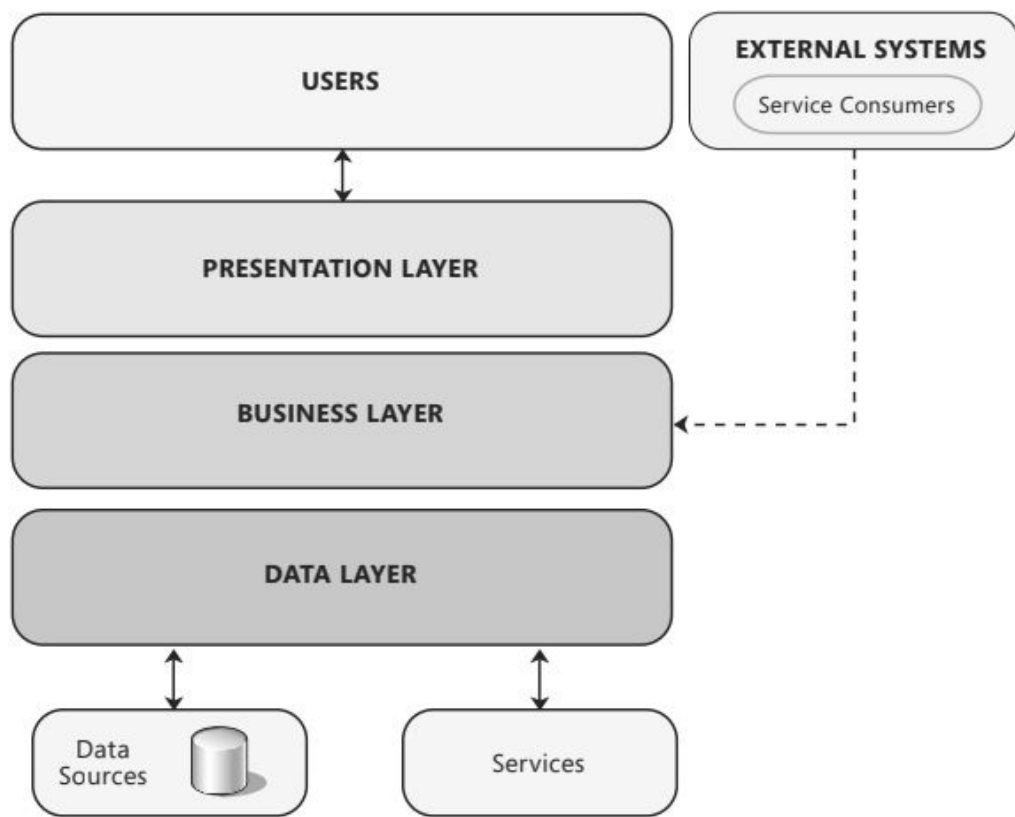 USERS
EXTERNAL SYSTEMS
Service Consumers
PRESENTATION LAYER
BUSINESS LAYER
DATA LAYER
Data
Sources
Services